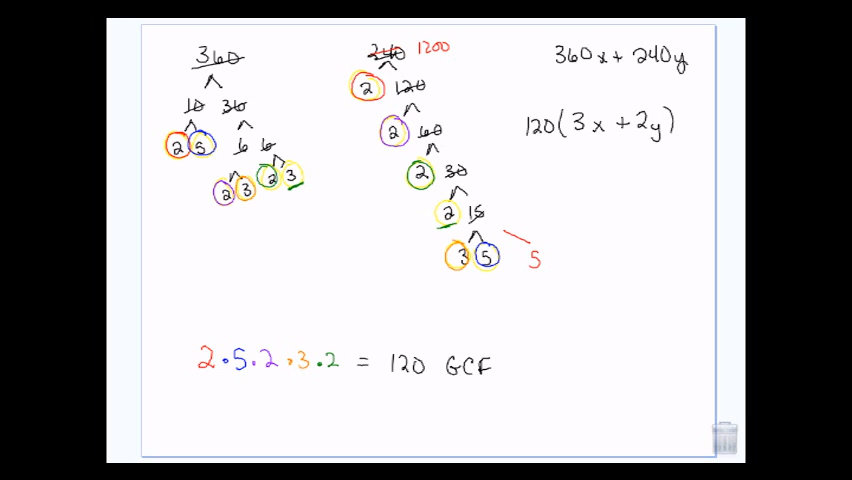 360
10 36
2 5 6 6
2 3 2 3
240 1200
2 120
2 60
2 30
2 15
3 5 5
360x + 240y
120(3x + 2y)
2 • 5 • 2 • 3 • 2 = 120 GCF